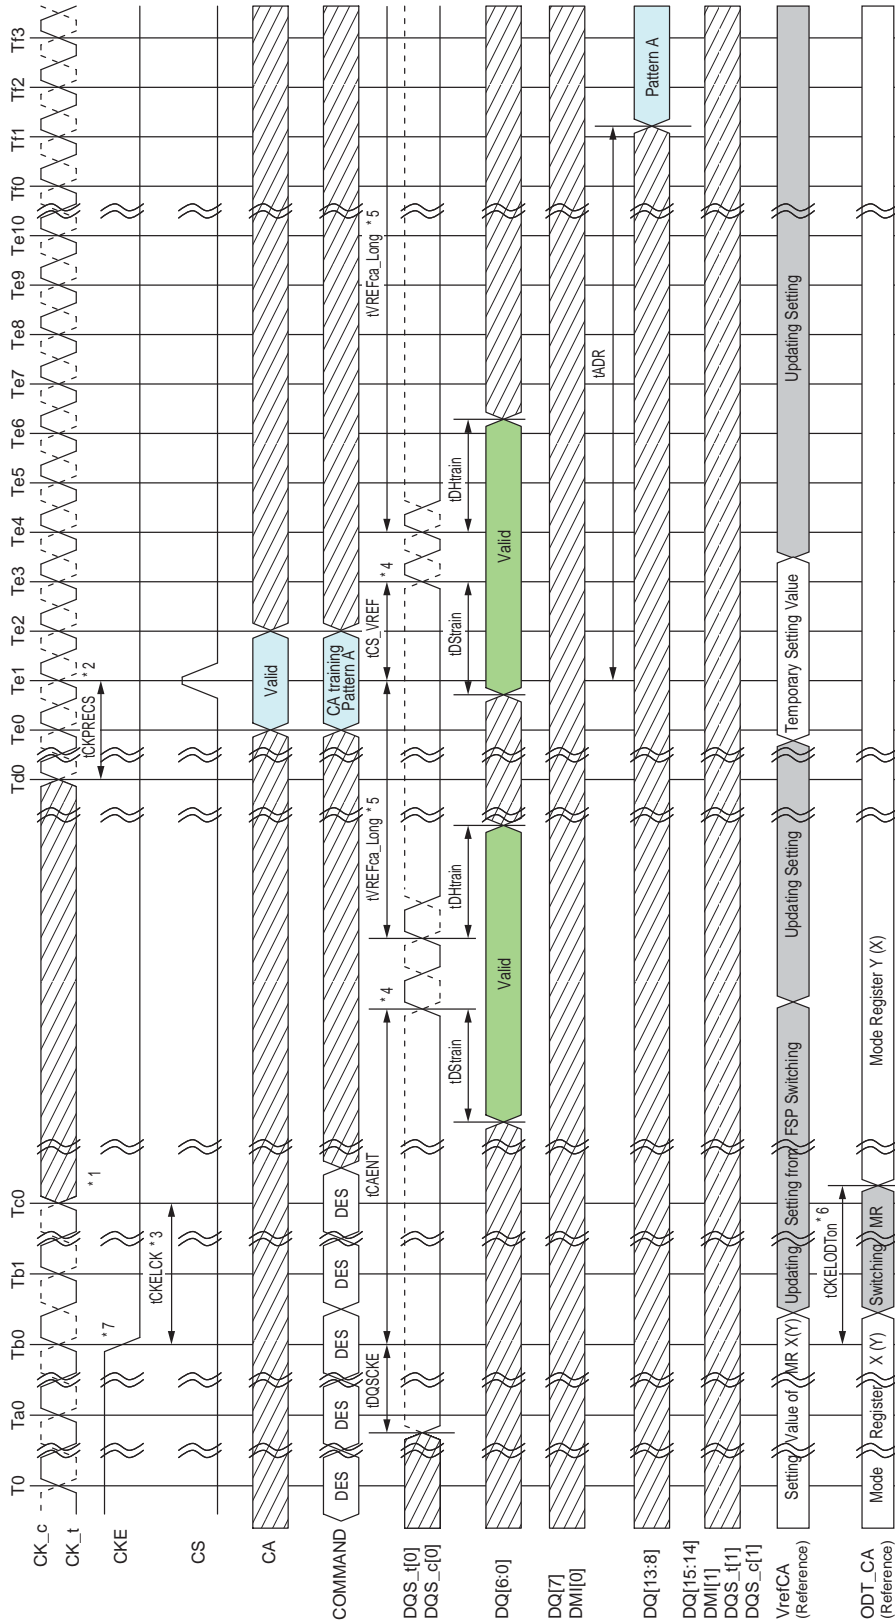 T0 Ta0 Tb0 Tb1 Tc0 Td0 Te0 Te1 Te2 Te3 Te4 Te5 Te6 Te7 Te8 Te9 Te10 Tf0 Tf1 Tf2 Tf3
CK_c
CK_t
*7 *1 tCKPRECS *2
CKE
tCKELCK *3
CS
CA
Valid
COMMAND
DES DES DES DES DES CA training
Pattern A
tDQSCKE tCAENT *4 tVREFca_Long *5 tCS_VREF *4 tVREFca_Long *5
DQS_t[0]
DQS_c[0]
tDStrain tDHtrain tDStrain tDHtrain
DQ[6:0]
Valid Valid
DQ[7]
DMI[0]
tADR
DQ[13:8]
Pattern A
DQ[15:14]
DMI[1]
DQS_t[1]
DQS_c[1]
VrefCA
(Reference)
Setting Value of MR X(Y) Updating Setting from FSP Switching Updating Setting Temporary Setting Value Updating Setting
tCKELODTon *6
ODT_CA
(Reference)
Mode Register X (Y) Switching MR Mode Register Y (X)